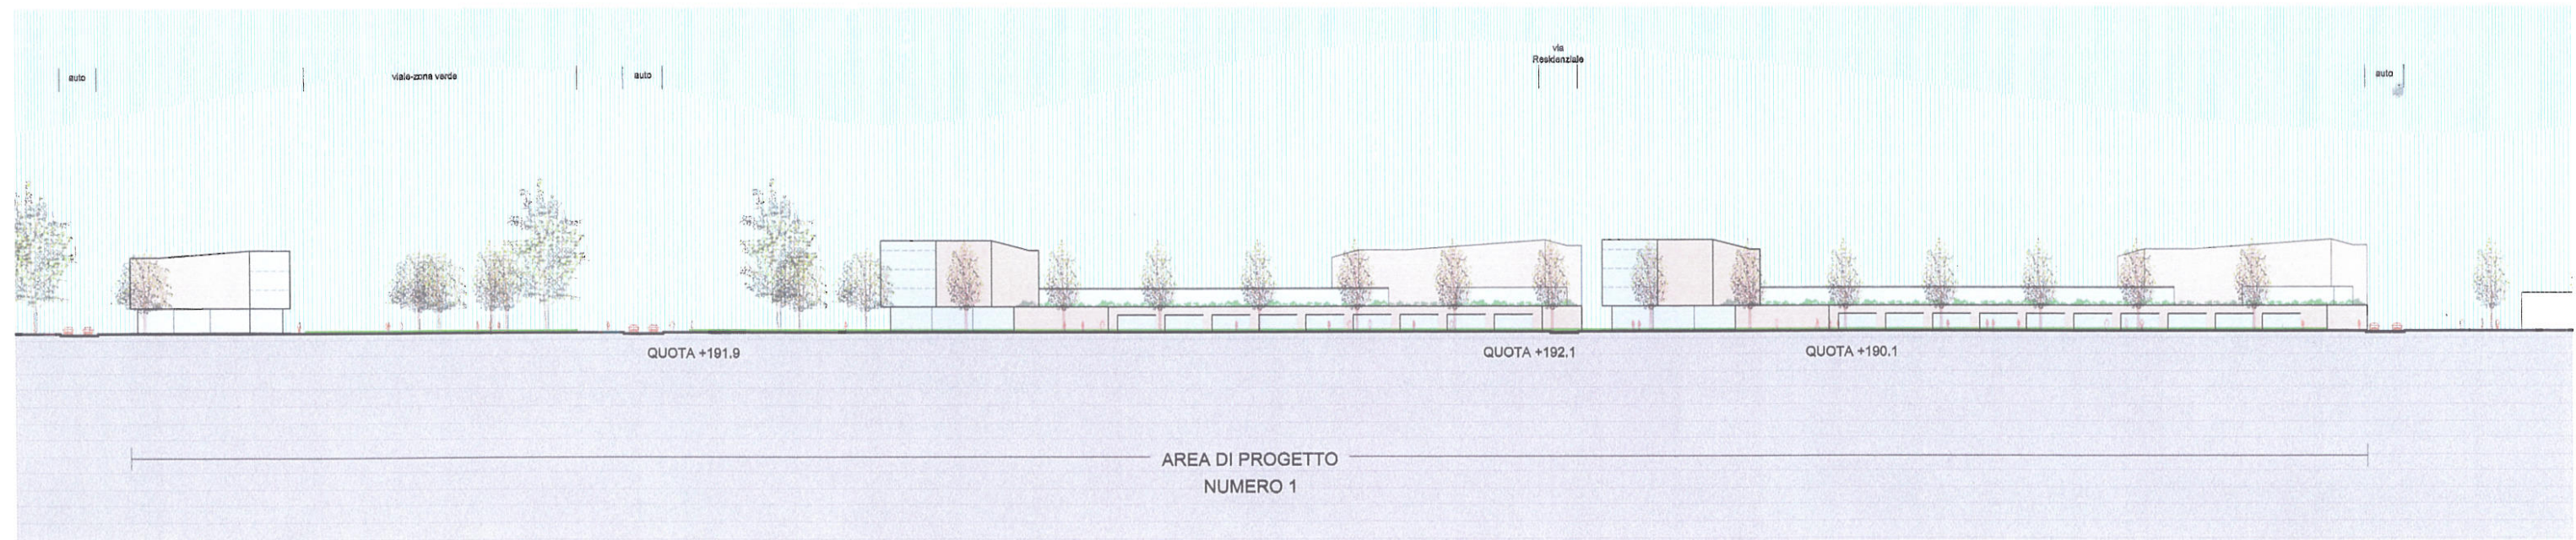 via
Residenziale
auto
viale-zona verde
auto
auto
QUOTA +191.9
QUOTA +192.1
QUOTA +190.1
AREA DI PROGETTO
NUMERO 1